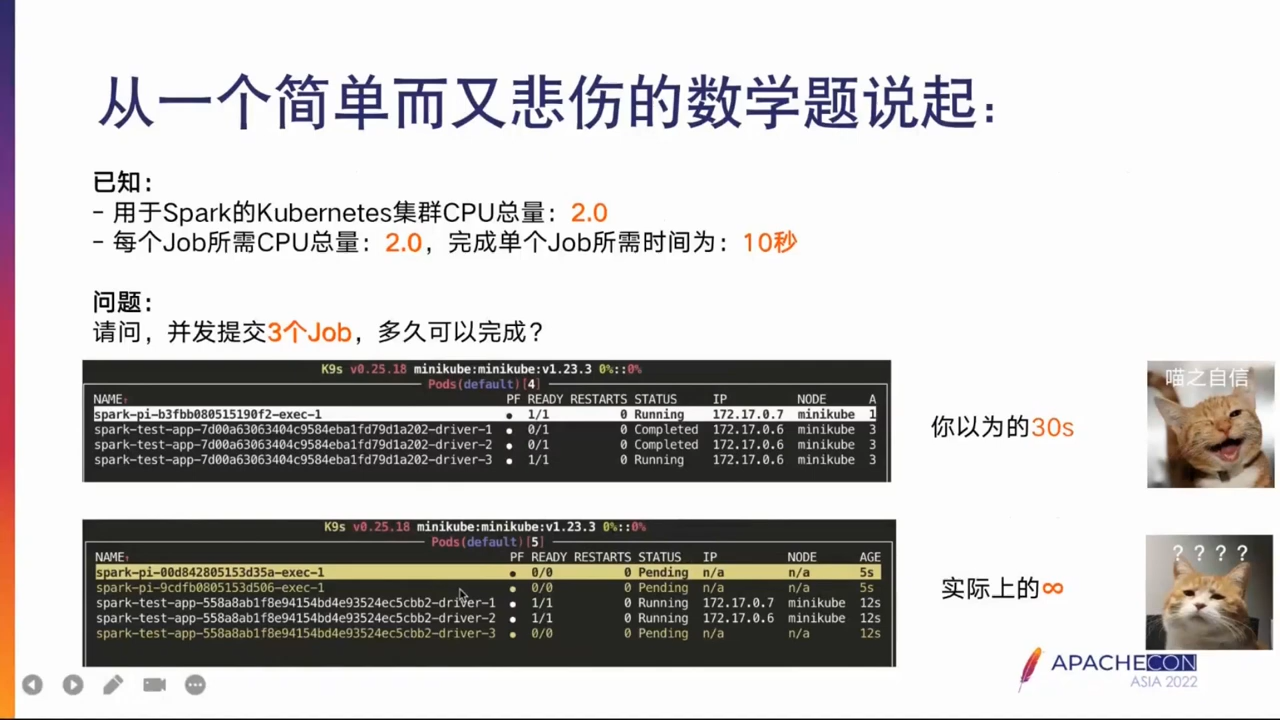 从一个简单而又悲伤的数学题说起：
已知：
- 用于Spark的Kubernetes集群CPU总量：2.0
- 每个Job所需CPU总量：2.0，完成单个Job所需时间为：10秒
问题：
请问，并发提交3个Job，多久可以完成？
K9s v0.25.18 minikube:minikube:v1.23.3 0%::0%
Pods(default)[4]
NAME↑ PF READY RESTARTS STATUS IP NODE A
spark-pi-b3fbb080515190f2-exec-1 ● 1/1 0 Running 172.17.0.7 minikube 1
spark-test-app-7d00a63063404c9584eba1fd79d1a202-driver-1 ● 0/1 0 Completed 172.17.0.6 minikube 3
spark-test-app-7d00a63063404c9584eba1fd79d1a202-driver-2 ● 0/1 0 Completed 172.17.0.6 minikube 3
spark-test-app-7d00a63063404c9584eba1fd79d1a202-driver-3 ● 1/1 0 Running 172.17.0.6 minikube 3
你以为的30s
喵之自信
K9s v0.25.18 minikube:minikube:v1.23.3 0%::0%
Pods(default)[5]
NAME↑ PF READY RESTARTS STATUS IP NODE AGE
spark-pi-00d842805153d35a-exec-1 ● 0/0 0 Pending n/a n/a 5s
spark-pi-9cdfb0805153d506-exec-1 ● 0/0 0 Pending n/a n/a 5s
spark-test-app-558a8ab1f8e94154bd4e93524ec5cbb2-driver-1 ● 1/1 0 Running 172.17.0.7 minikube 12s
spark-test-app-558a8ab1f8e94154bd4e93524ec5cbb2-driver-2 ● 1/1 0 Running 172.17.0.6 minikube 12s
spark-test-app-558a8ab1f8e94154bd4e93524ec5cbb2-driver-3 ● 0/0 0 Pending n/a n/a 12s
实际上的∞
? ? ? ?
APACHECON
ASIA 2022